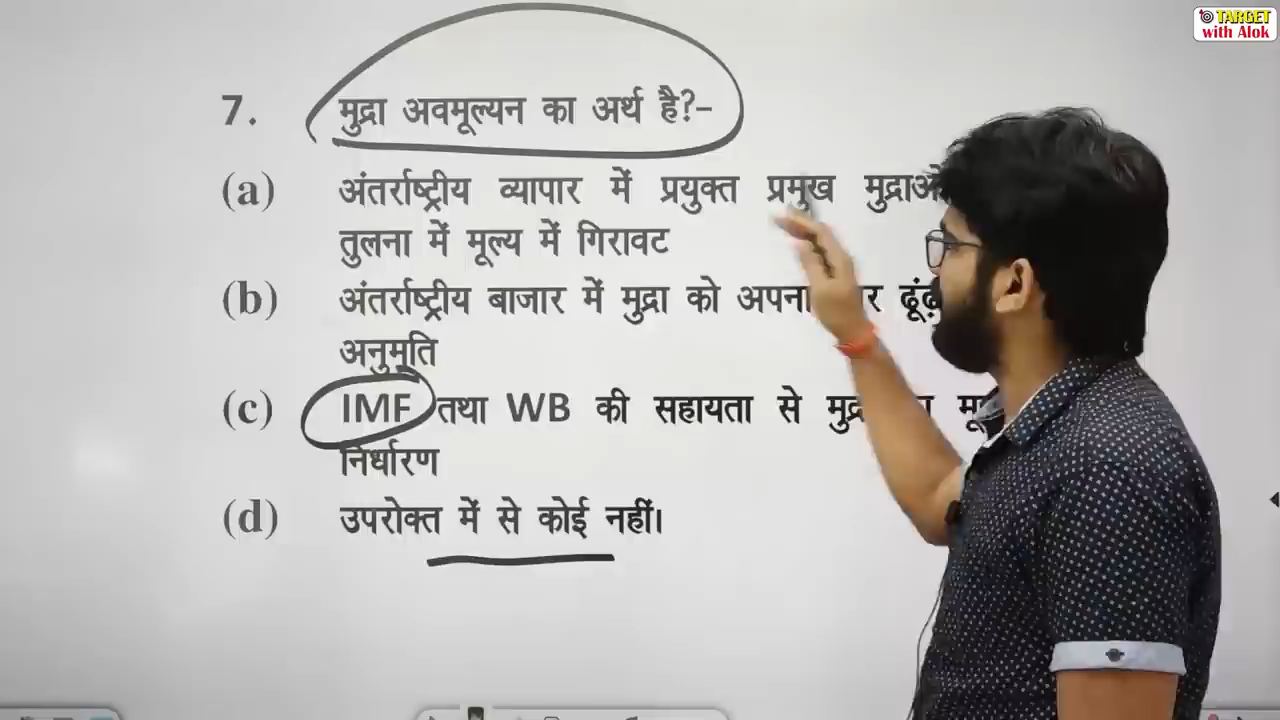 TARGET
with Alok
7. मुद्रा अवमूल्यन का अर्थ है?-
(a) अंतर्राष्ट्रीय व्यापार में प्रयुक्त प्रमुख
तुलना में मूल्य में गिरावट
(b) अंतर्राष्ट्रीय बाजार में मुद्रा को
अनुमति
(c) IMF तथा WB की सहायता से
निर्धारण
(d) उपरोक्त में से कोई नहीं।